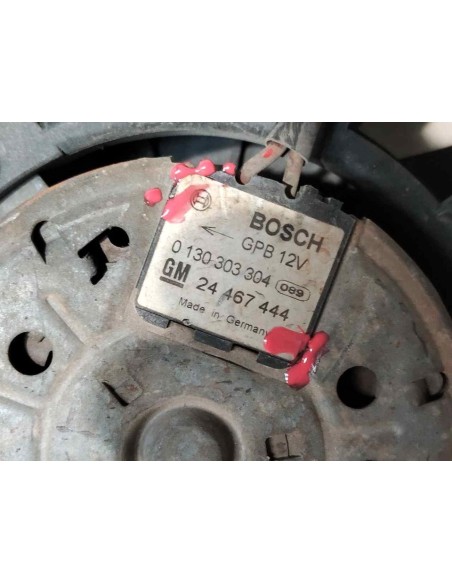 BOSCH
← GPB 12V
0 130 303 304 089
GM 24 467 444
Made in Germany